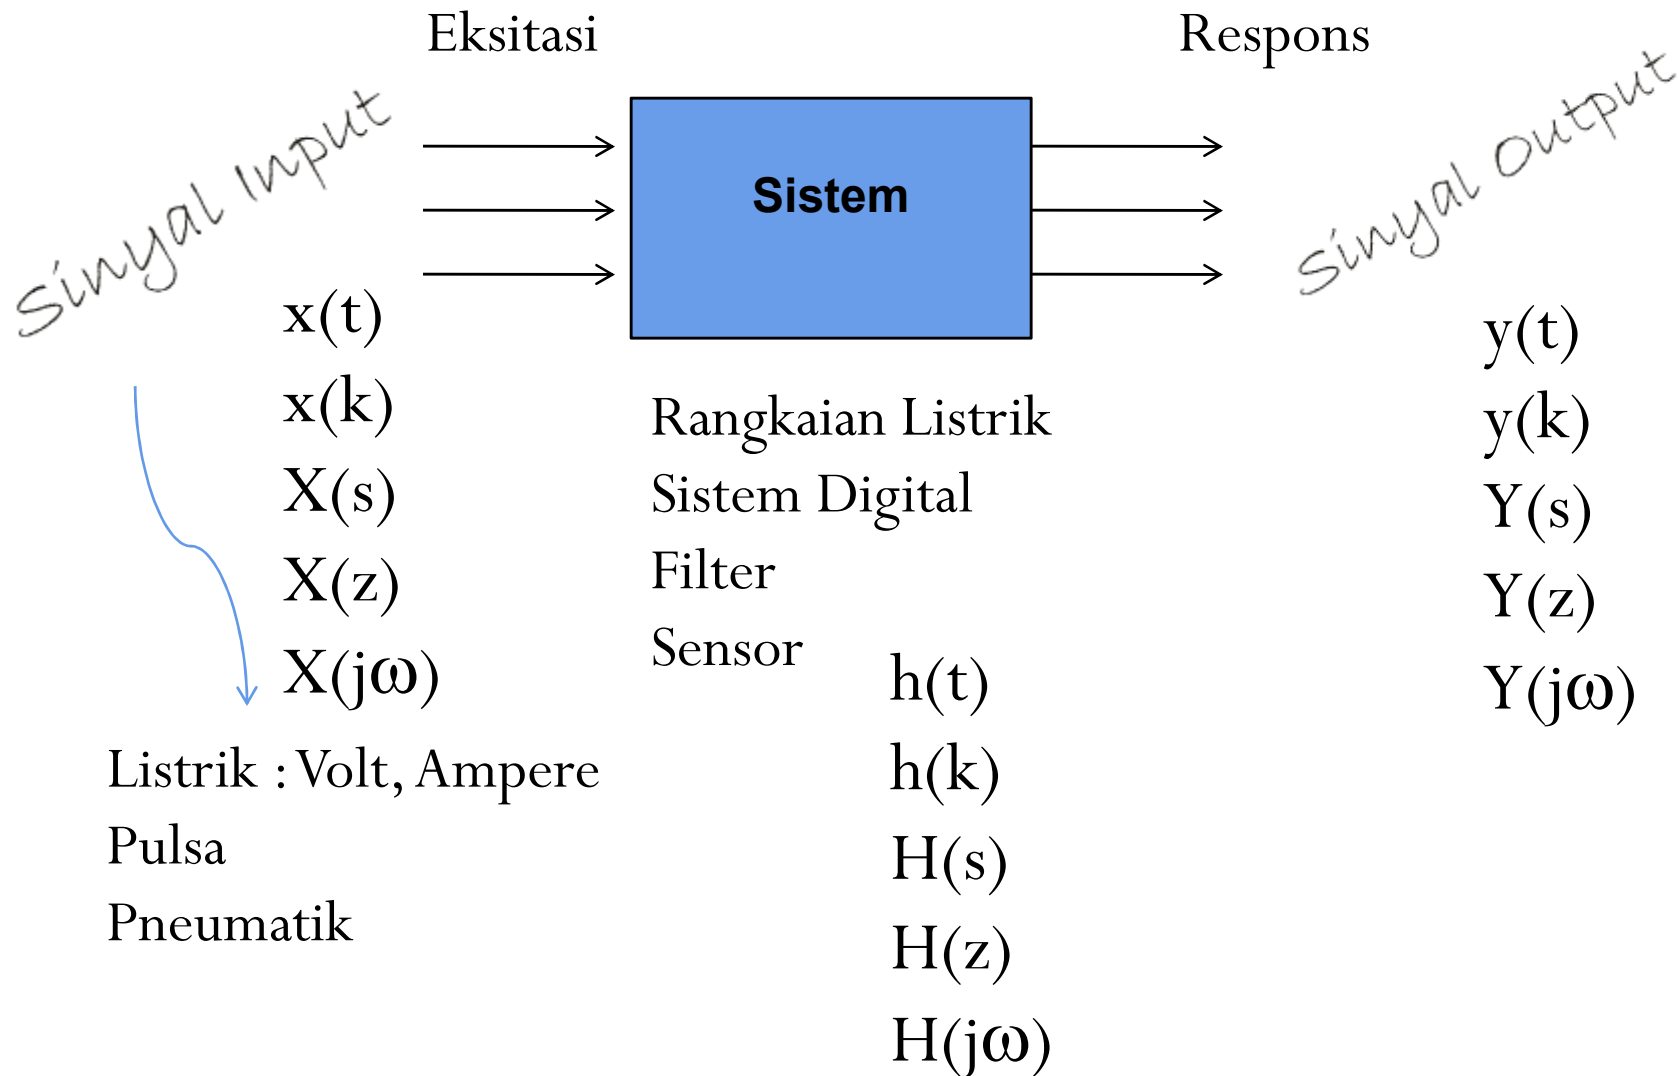 Eksitasi
Respons
Sinyal Input
Sistem
Sinyal Output
x(t)
x(k)
X(s)
X(z)
X(jω)
Rangkaian Listrik
Sistem Digital
Filter
Sensor
y(t)
y(k)
Y(s)
Y(z)
Y(jω)
Listrik : Volt, Ampere
Pulsa
Pneumatik
h(t)
h(k)
H(s)
H(z)
H(jω)